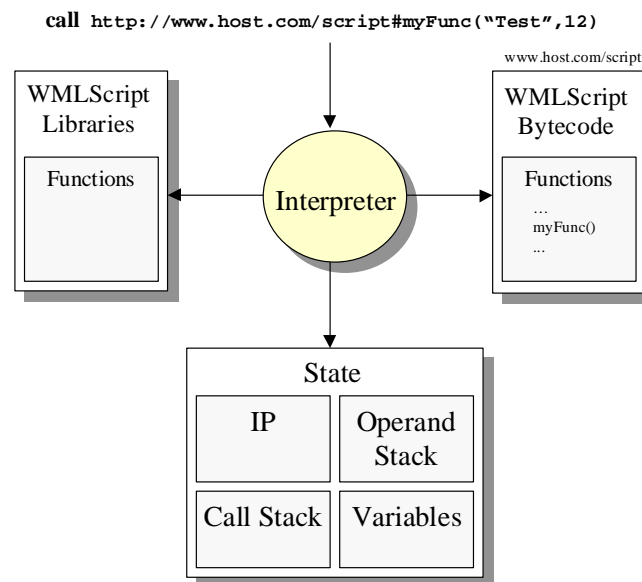 call http://www.host.com/script#myFunc(“Test”,12)
www.host.com/script
WMLScript
Libraries
Functions
Interpreter
WMLScript
Bytecode
Functions
…
myFunc()
...
State
IP
Operand
Stack
Call Stack
Variables